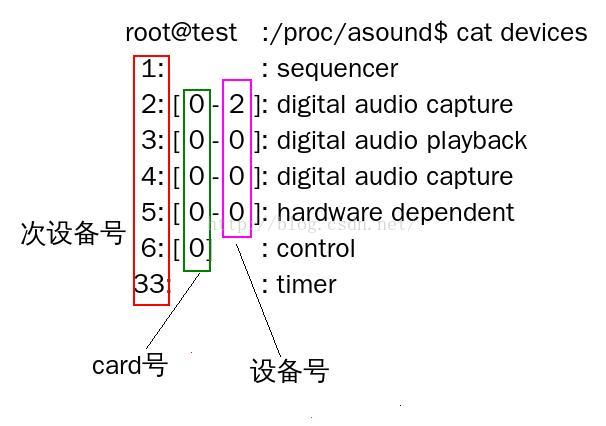 root@test :/proc/asound$ cat devices
1: : sequencer
2: [ 0 - 2 ]: digital audio capture
3: [ 0 - 0 ]: digital audio playback
4: [ 0 - 0 ]: digital audio capture
5: [ 0 - 0 ]: hardware dependent
http://blog.csdn.net/
次设备号
6: [ 0] : control
33: : timer
card号
设备号